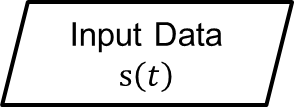 Input Data
s(t)